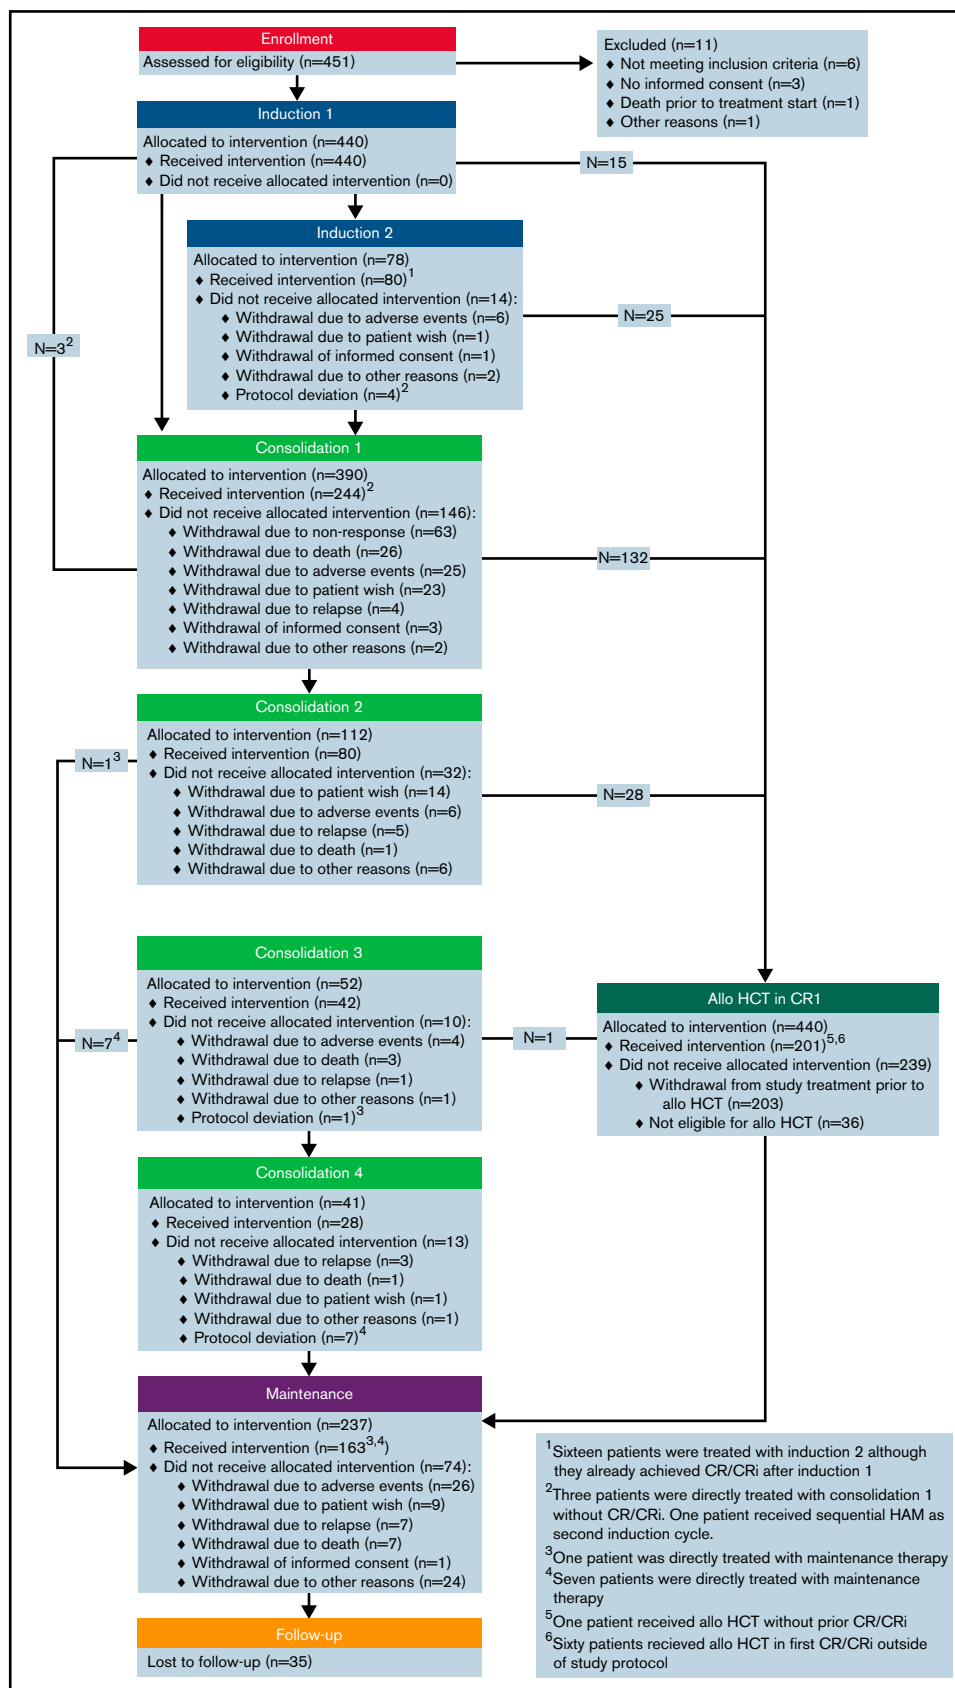 Enrollment
Assessed for eligibility (n=451)
Excluded (n=11)
♦ Not meeting inclusion criteria (n=6)
♦ No informed consent (n=3)
♦ Death prior to treatment start (n=1)
♦ Other reasons (n=1)
Induction 1
Allocated to intervention (n=440)
♦ Received intervention (n=440)
♦ Did not receive allocated intervention (n=0)
N=15
Induction 2
Allocated to intervention (n=78)
♦ Received intervention (n=80)1
♦ Did not receive allocated intervention (n=14):
♦ Withdrawal due to adverse events (n=6)
♦ Withdrawal due to patient wish (n=1)
♦ Withdrawal of informed consent (n=1)
♦ Withdrawal due to other reasons (n=2)
♦ Protocol deviation (n=4)2
N=25
N=32
Consolidation 1
Allocated to intervention (n=390)
♦ Received intervention (n=244)2
♦ Did not receive allocated intervention (n=146):
♦ Withdrawal due to non-response (n=63)
♦ Withdrawal due to death (n=26)
♦ Withdrawal due to adverse events (n=25)
♦ Withdrawal due to patient wish (n=23)
♦ Withdrawal due to relapse (n=4)
♦ Withdrawal of informed consent (n=3)
♦ Withdrawal due to other reasons (n=2)
N=132
Consolidation 2
Allocated to intervention (n=112)
♦ Received intervention (n=80)
♦ Did not receive allocated intervention (n=32):
♦ Withdrawal due to patient wish (n=14)
♦ Withdrawal due to adverse events (n=6)
♦ Withdrawal due to relapse (n=5)
♦ Withdrawal due to death (n=1)
♦ Withdrawal due to other reasons (n=6)
N=13
N=28
Consolidation 3
Allocated to intervention (n=52)
♦ Received intervention (n=42)
♦ Did not receive allocated intervention (n=10):
♦ Withdrawal due to adverse events (n=4)
♦ Withdrawal due to death (n=3)
♦ Withdrawal due to relapse (n=1)
♦ Withdrawal due to other reasons (n=1)
♦ Protocol deviation (n=1)3
N=74
N=1
Allo HCT in CR1
Allocated to intervention (n=440)
♦ Received intervention (n=201)5,6
♦ Did not receive allocated intervention (n=239)
♦ Withdrawal from study treatment prior to
allo HCT (n=203)
♦ Not eligible for allo HCT (n=36)
Consolidation 4
Allocated to intervention (n=41)
♦ Received intervention (n=28)
♦ Did not receive allocated intervention (n=13)
♦ Withdrawal due to relapse (n=3)
♦ Withdrawal due to death (n=1)
♦ Withdrawal due to patient wish (n=1)
♦ Withdrawal due to other reasons (n=1)
♦ Protocol deviation (n=7)4
Maintenance
Allocated to intervention (n=237)
♦ Received intervention (n=1633,4)
♦ Did not receive allocated intervention (n=74):
♦ Withdrawal due to adverse events (n=26)
♦ Withdrawal due to patient wish (n=9)
♦ Withdrawal due to relapse (n=7)
♦ Withdrawal due to death (n=7)
♦ Withdrawal of informed consent (n=1)
♦ Withdrawal due to other reasons (n=24)
Follow-up
Lost to follow-up (n=35)
1Sixteen patients were treated with induction 2 although
they already achieved CR/CRi after induction 1
2Three patients were directly treated with consolidation 1
without CR/CRi. One patient received sequential HAM as
second induction cycle.
3One patient was directly treated with maintenance therapy
4Seven patients were directly treated with maintenance
therapy
5One patient received allo HCT without prior CR/CRi
6Sixty patients recieved allo HCT in first CR/CRi outside
of study protocol